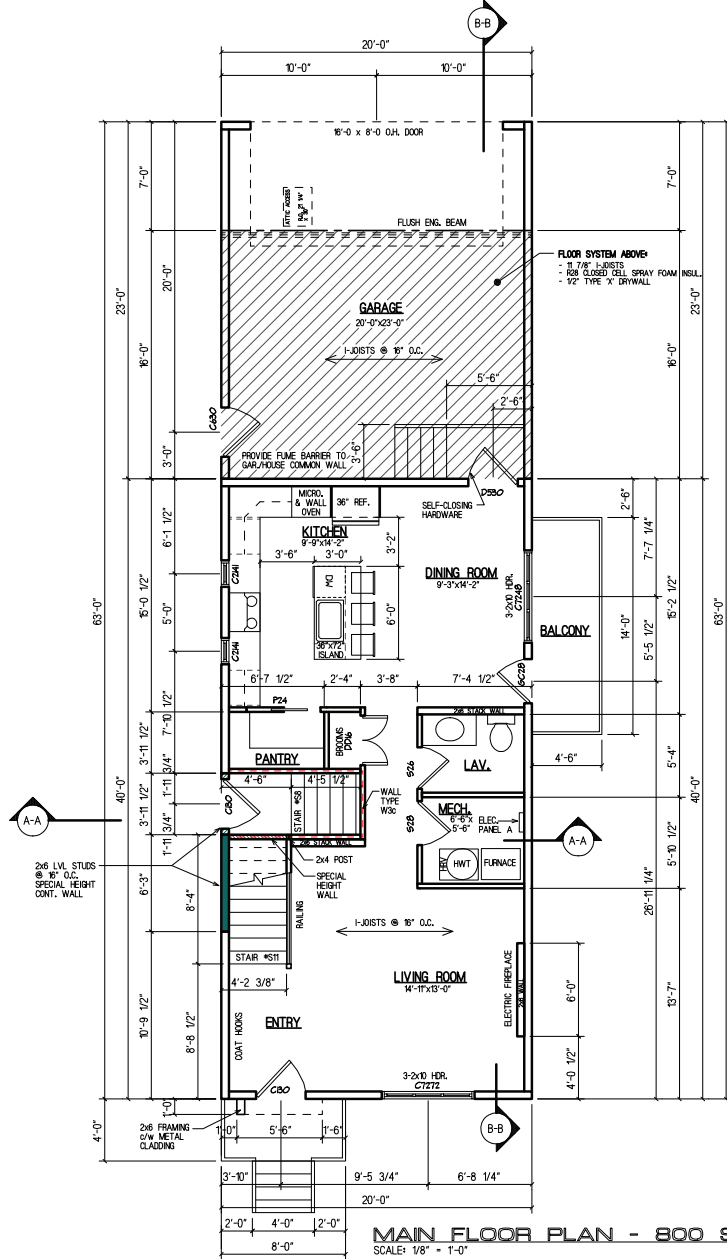 B-B
20'-0"
10'-0"
10'-0"
16'-0 x 8'-0 O.H. DOOR
7'-0"
7'-0"
ATTIC ACCESS
FLUSH ENG. BEAM
FLOOR SYSTEM ABOVE:
- 11 7/8" I-JOISTS
- R28 CLOSED CELL SPRAY FOAM INSUL.
- 1/2" TYPE 'X' DRYWALL
23'-0"
20'-0"
23'-0"
GARAGE
20'-0"x23'-0"
16'-0"
16'-0"
I-JOISTS @ 16" O.C.
5'-6"
2'-6"
C630
3'-0"
PROVIDE FUME BARRIER TO
GAR./HOUSE COMMON WALL
3'-6"
D530
SELF-CLOSING
HARDWARE
MICRO.
& WALL
OVEN
36" REF.
2'-6"
6'-1 1/2"
KITCHEN
9'-9"x14'-2"
3'-2"
7'-7 1/4"
3'-6"
3'-0"
DINING ROOM
9'-3"x14'-2"
C2141
DW
3-2x10 HDR.
C7248
15'-0 1/2"
15'-2 1/2"
63'-0"
63'-0"
5'-0"
6'-0"
BALCONY
14'-0"
5'-5 1/2"
C2141
36"x72"
ISLAND
GC28
6'-7 1/2"
2'-4"
3'-8"
7'-4 1/2"
P24
2x6 STACK WALL
7'-10 1/2"
3'-11 1/2"
PANTRY
BROOMS
DD16
S26
LAV.
4'-6"
5'-4"
3/4"
1'-11
4'-6"
4'-5 1/2"
C30
STAIR #S8
WALL
TYPE
W3c
MECH.
6'-6"x
5'-6"
ELEC.
PANEL A
S28
40'-0"
3'-11 1/2"
1'-11 3/4"
A-A
A-A
5'-10 1/2"
2x6 STACK WALL
HRV
HWT
FURNACE
2x6 LVL STUDS
@ 16" O.C.
SPECIAL HEIGHT
CONT. WALL
2x4 POST
SPECIAL
HEIGHT
WALL
6'-3"
8'-4"
26'-11 1/4"
RAILING
I-JOISTS @ 16" O.C.
STAIR #S11
4'-2 3/8"
LIVING ROOM
14'-11"x13'-0"
ELECTRIC FIREPLACE
2x6 WALL
6'-0"
13'-7"
10'-9 1/2"
8'-8 1/2"
ENTRY
COAT HOOKS
4'-0 1/2"
3-2x10 HDR.
C7272
C30
B-B
1'-0"
4'-0"
2x6 FRAMING
c/w METAL
CLADDING
1'-0"
5'-6"
1'-6"
3'-10"
9'-5 3/4"
6'-8 1/4"
20'-0"
2'-0"
4'-0"
2'-0"
8'-0"
MAIN FLOOR PLAN - 800 S
SCALE: 1/8" = 1'-0"